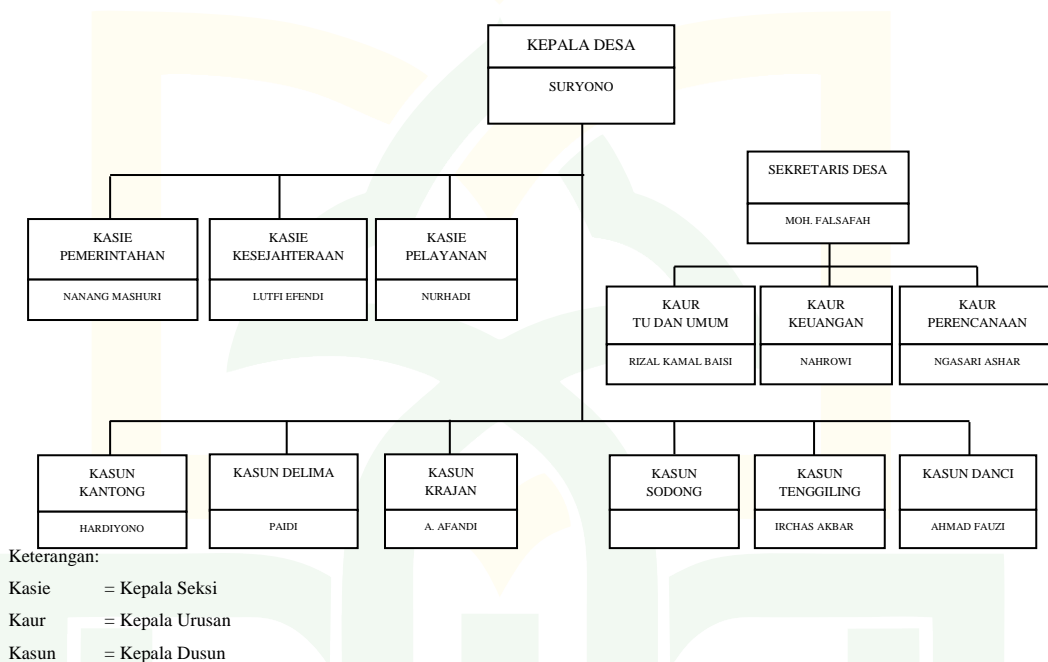 KEPALA DESA
SURYONO
SEKRETARIS DESA
MOH. FALSAFAH
KASIE
PEMERINTAHAN
NANANG MASHURI
KASIE
KESEJAHTERAAN
LUTFI EFENDI
KASIE
PELAYANAN
NURHADI
KAUR
TU DAN UMUM
RIZAL KAMAL BAISI
KAUR
KEUANGAN
NAHROWI
KAUR
PERENCANAAN
NGASARI ASHAR
KASUN
KANTONG
HARDIYONO
KASUN DELIMA
PAIDI
KASUN
KRAJAN
A. AFANDI
KASUN
SODONG
KASUN
TENGGILING
IRCHAS AKBAR
KASUN DANCI
AHMAD FAUZI
Keterangan:
Kasie = Kepala Seksi
Kaur = Kepala Urusan
Kasun = Kepala Dusun